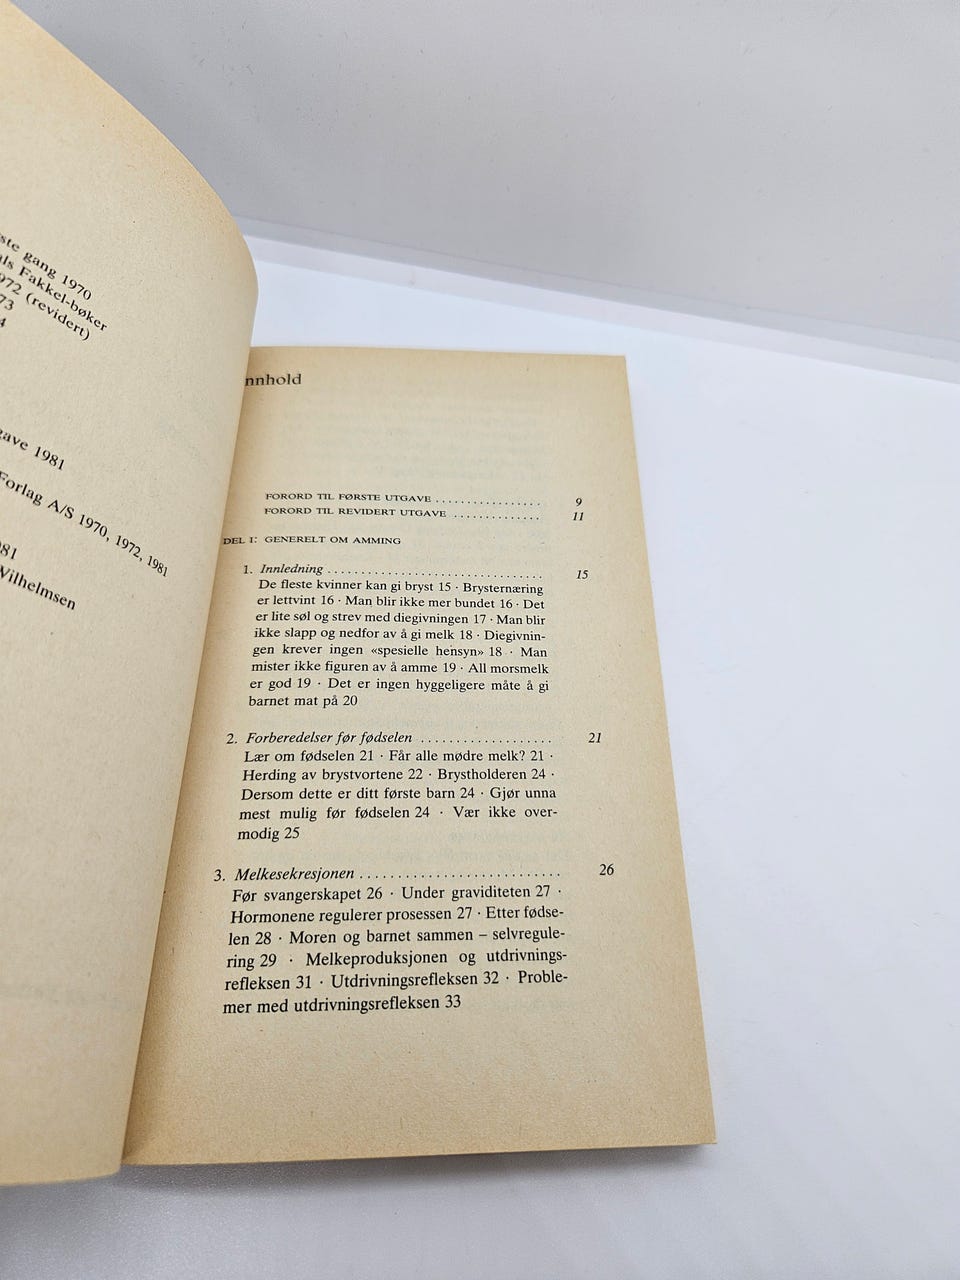 gang 1970
Fakkel-bøker
(revidert)
1981
Forlag A/S 1970, 1972, 1981
Wilhelmsen
nnhold
FORORD TIL FØRSTE UTGAVE ................ 9
FORORD TIL REVIDERT UTGAVE ............. 11
DEL I: GENERELT OM AMMING
1. Innledning ............................... 15
De fleste kvinner kan gi bryst 15 · Brysternæring
er lettvint 16 · Man blir ikke mer bundet 16 · Det
er lite søl og strev med diegivningen 17 · Man blir
ikke slapp og nedfor av å gi melk 18 · Diegivnin-
gen krever ingen «spesielle hensyn» 18 · Man
mister ikke figuren av å amme 19 · All morsmelk
er god 19 · Det er ingen hyggeligere måte å gi
barnet mat på 20
2. Forberedelser før fødselen .................. 21
Lær om fødselen 21 · Får alle mødre melk? 21 ·
Herding av brystvortene 22 · Brystholderen 24 ·
Dersom dette er ditt første barn 24 · Gjør unna
mest mulig før fødselen 24 · Vær ikke over-
modig 25
3. Melkesekresjonen .......................... 26
Før svangerskapet 26 · Under graviditeten 27 ·
Hormonene regulerer prosessen 27 · Etter fødse-
len 28 · Moren og barnet sammen – selvregule-
ring 29 · Melkeproduksjonen og utdrivnings-
refleksen 31 · Utdrivningsrefleksen 32 · Proble-
mer med utdrivningsrefleksen 33